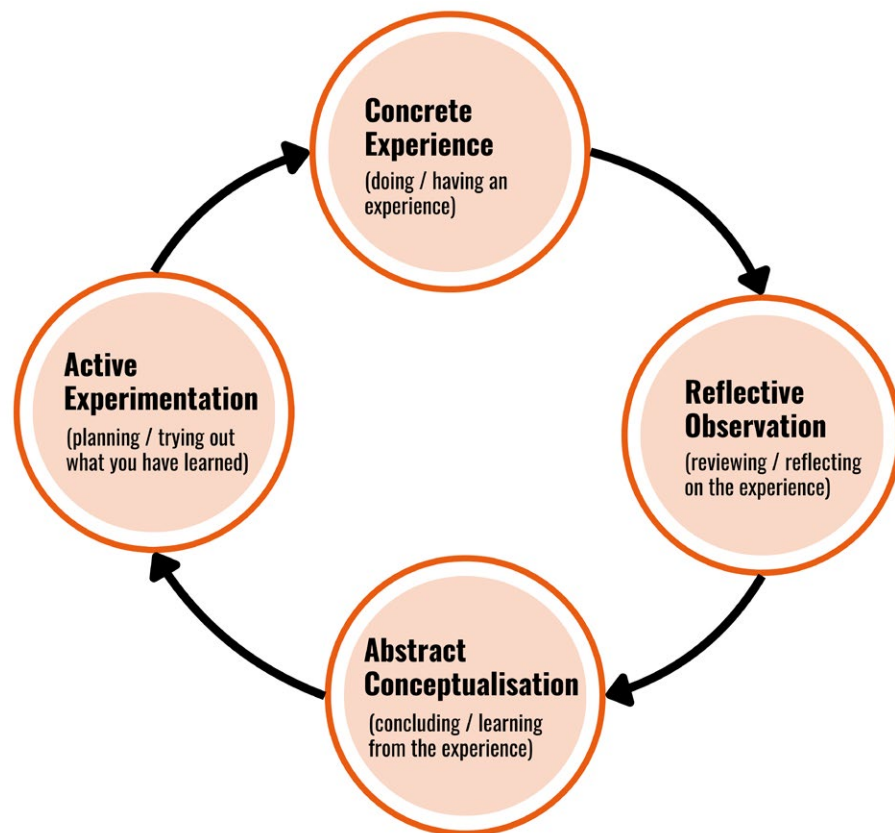 Concrete
Experience
(doing / having an
experience)
Reflective
Observation
(reviewing / reflecting
on the experience)
Abstract
Conceptualisation
(concluding / learning
from the experience)
Active
Experimentation
(planning / trying out
what you have learned)